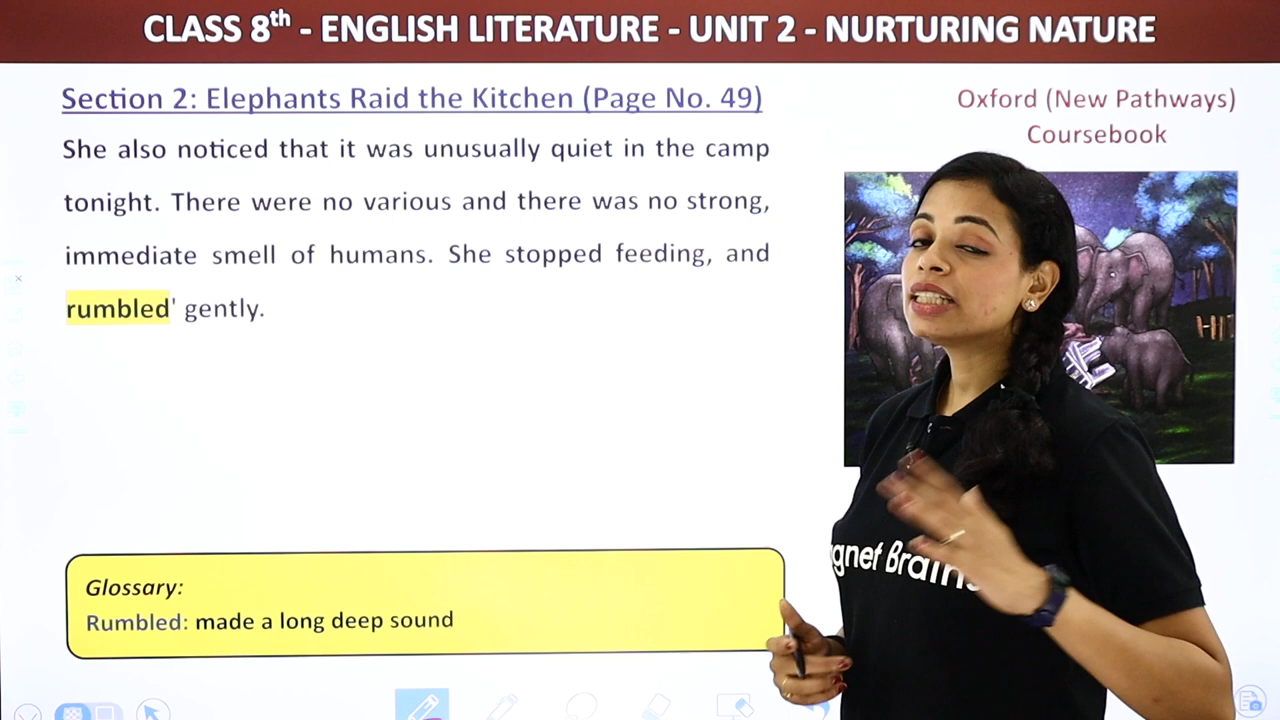 CLASS 8th - ENGLISH LITERATURE - UNIT 2 - NURTURING NATURE
Section 2: Elephants Raid the Kitchen (Page No. 49)
She also noticed that it was unusually quiet in the camp
tonight. There were no various and there was no strong,
immediate smell of humans. She stopped feeding, and
rumbled' gently.
Oxford (New Pathways)
Coursebook
HIT
gnet Brains
Glossary:
Rumbled: made a long deep sound